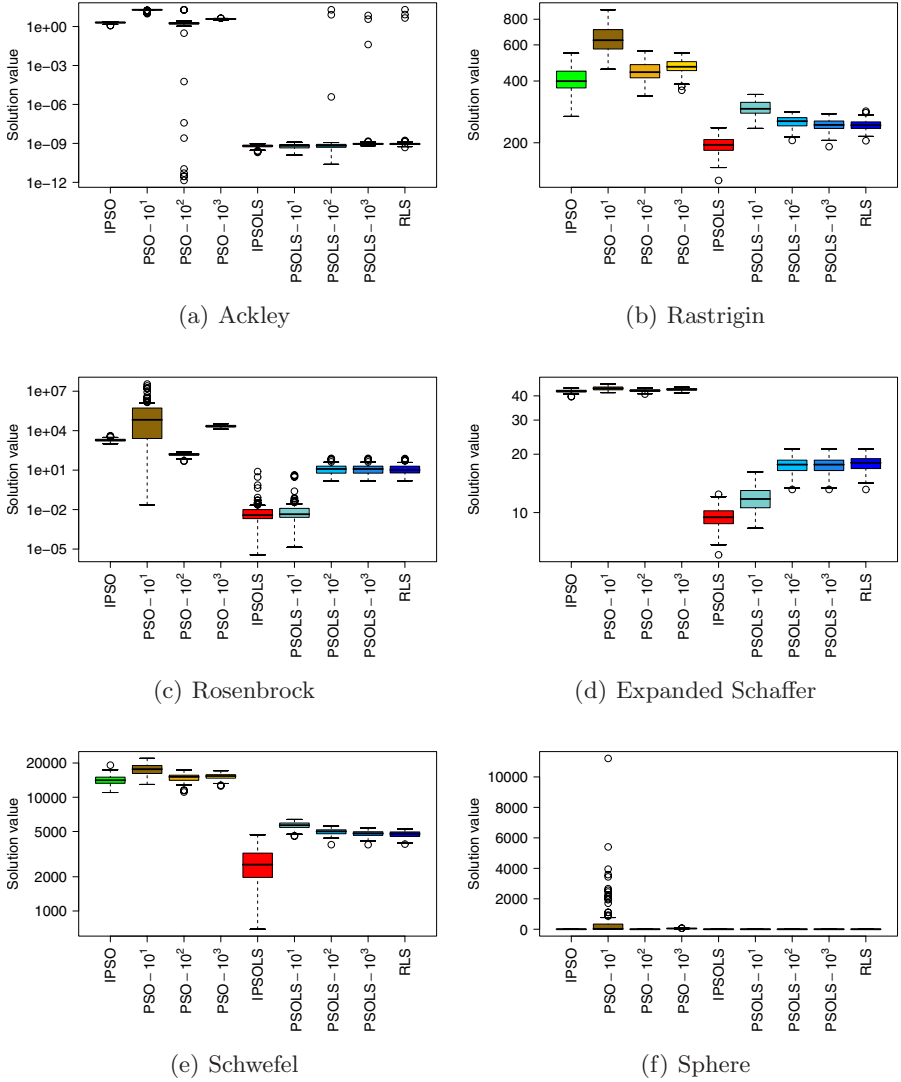 Solution value
1e+00
1e−03
1e−06
1e−09
1e−12
IPSO
PSO − 10¹
PSO − 10²
PSO − 10³
IPSOLS
PSOLS − 10¹
PSOLS − 10²
PSOLS − 10³
RLS
(a) Ackley
Solution value
800
600
400
200
IPSO
PSO − 10¹
PSO − 10²
PSO − 10³
IPSOLS
PSOLS − 10¹
PSOLS − 10²
PSOLS − 10³
RLS
(b) Rastrigin
Solution value
1e+07
1e+04
1e+01
1e−02
1e−05
IPSO
PSO − 10¹
PSO − 10²
PSO − 10³
IPSOLS
PSOLS − 10¹
PSOLS − 10²
PSOLS − 10³
RLS
(c) Rosenbrock
Solution value
40
30
20
10
IPSO
PSO − 10¹
PSO − 10²
PSO − 10³
IPSOLS
PSOLS − 10¹
PSOLS − 10²
PSOLS − 10³
RLS
(d) Expanded Schaffer
Solution value
20000
10000
5000
2000
1000
IPSO
PSO − 10¹
PSO − 10²
PSO − 10³
IPSOLS
PSOLS − 10¹
PSOLS − 10²
PSOLS − 10³
RLS
(e) Schwefel
Solution value
10000
8000
6000
4000
2000
0
IPSO
PSO − 10¹
PSO − 10²
PSO − 10³
IPSOLS
PSOLS − 10¹
PSOLS − 10²
PSOLS − 10³
RLS
(f) Sphere